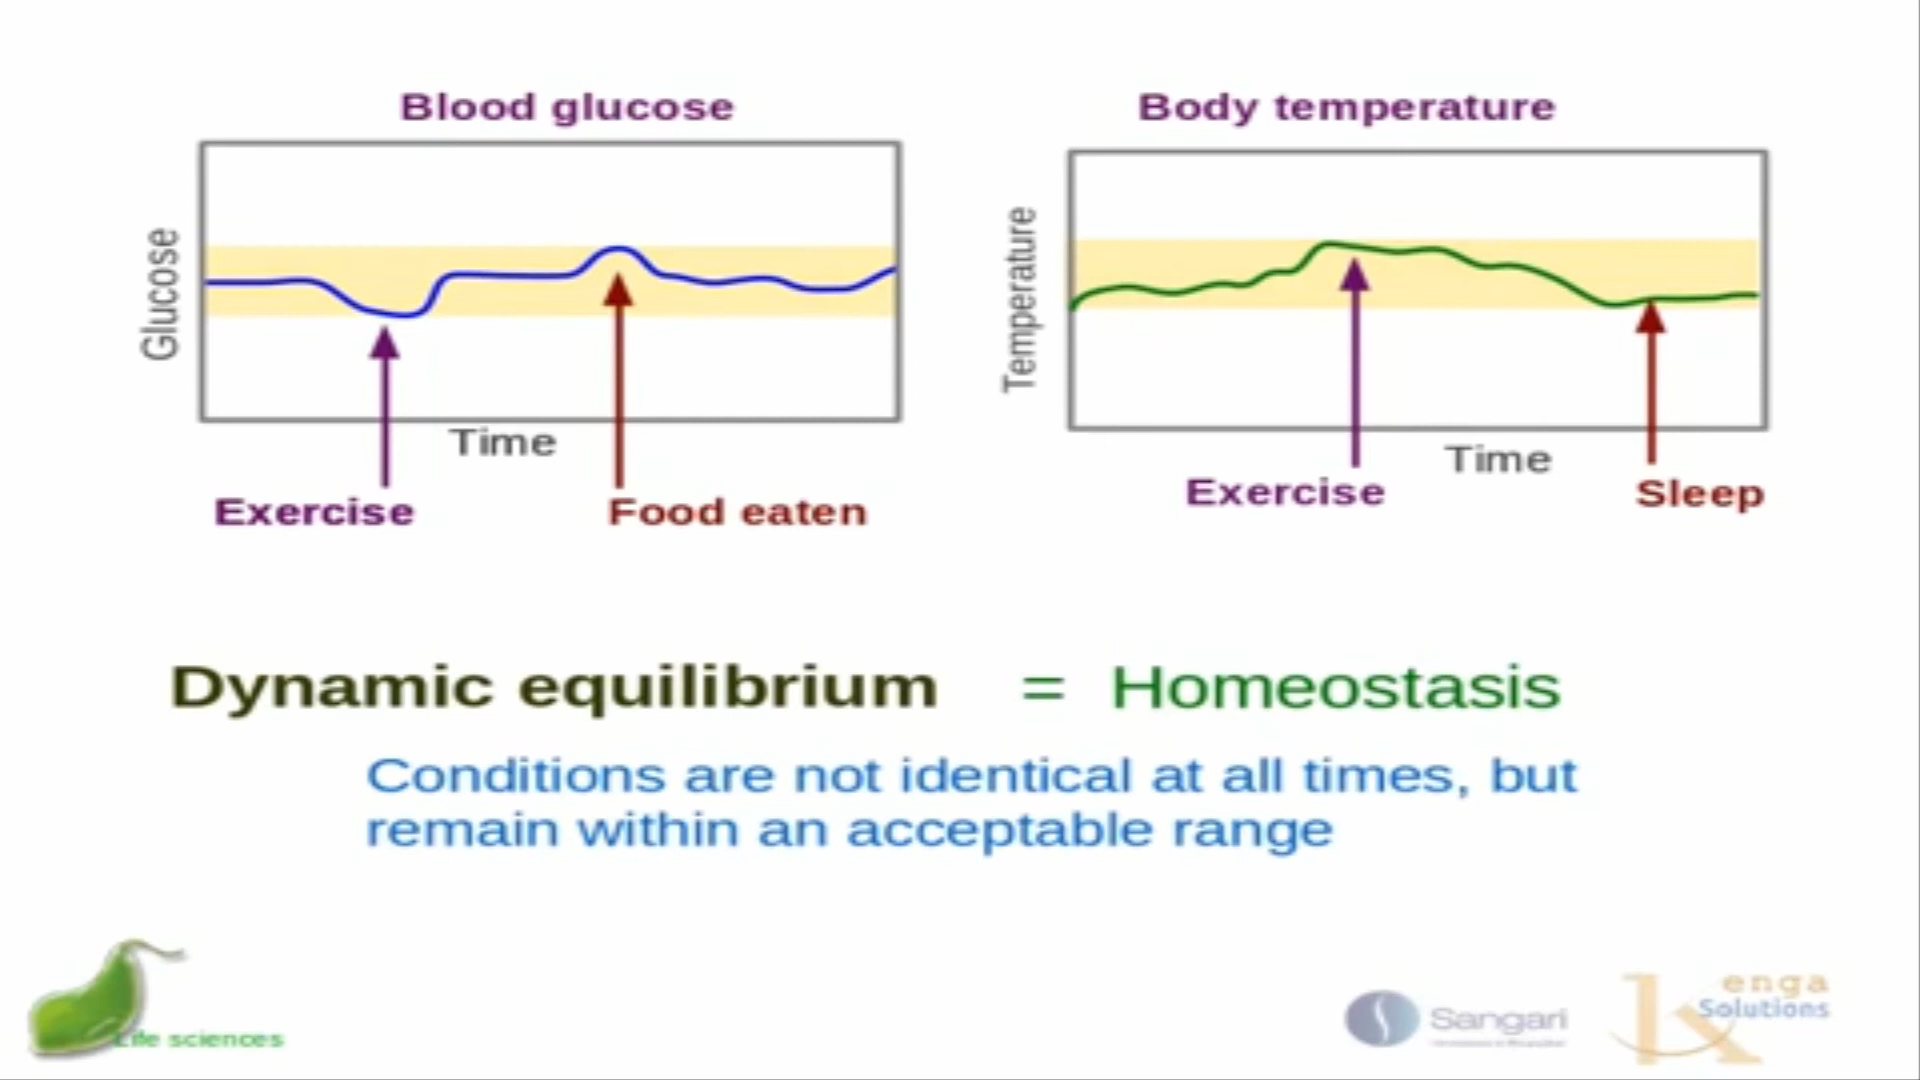 Blood glucose
Glucose
Time
Exercise
Food eaten
Body temperature
Temperature
Time
Exercise
Sleep
Dynamic equilibrium = Homeostasis
Conditions are not identical at all times, but
remain within an acceptable range
Life sciences
Sangari
Kenga
Solutions